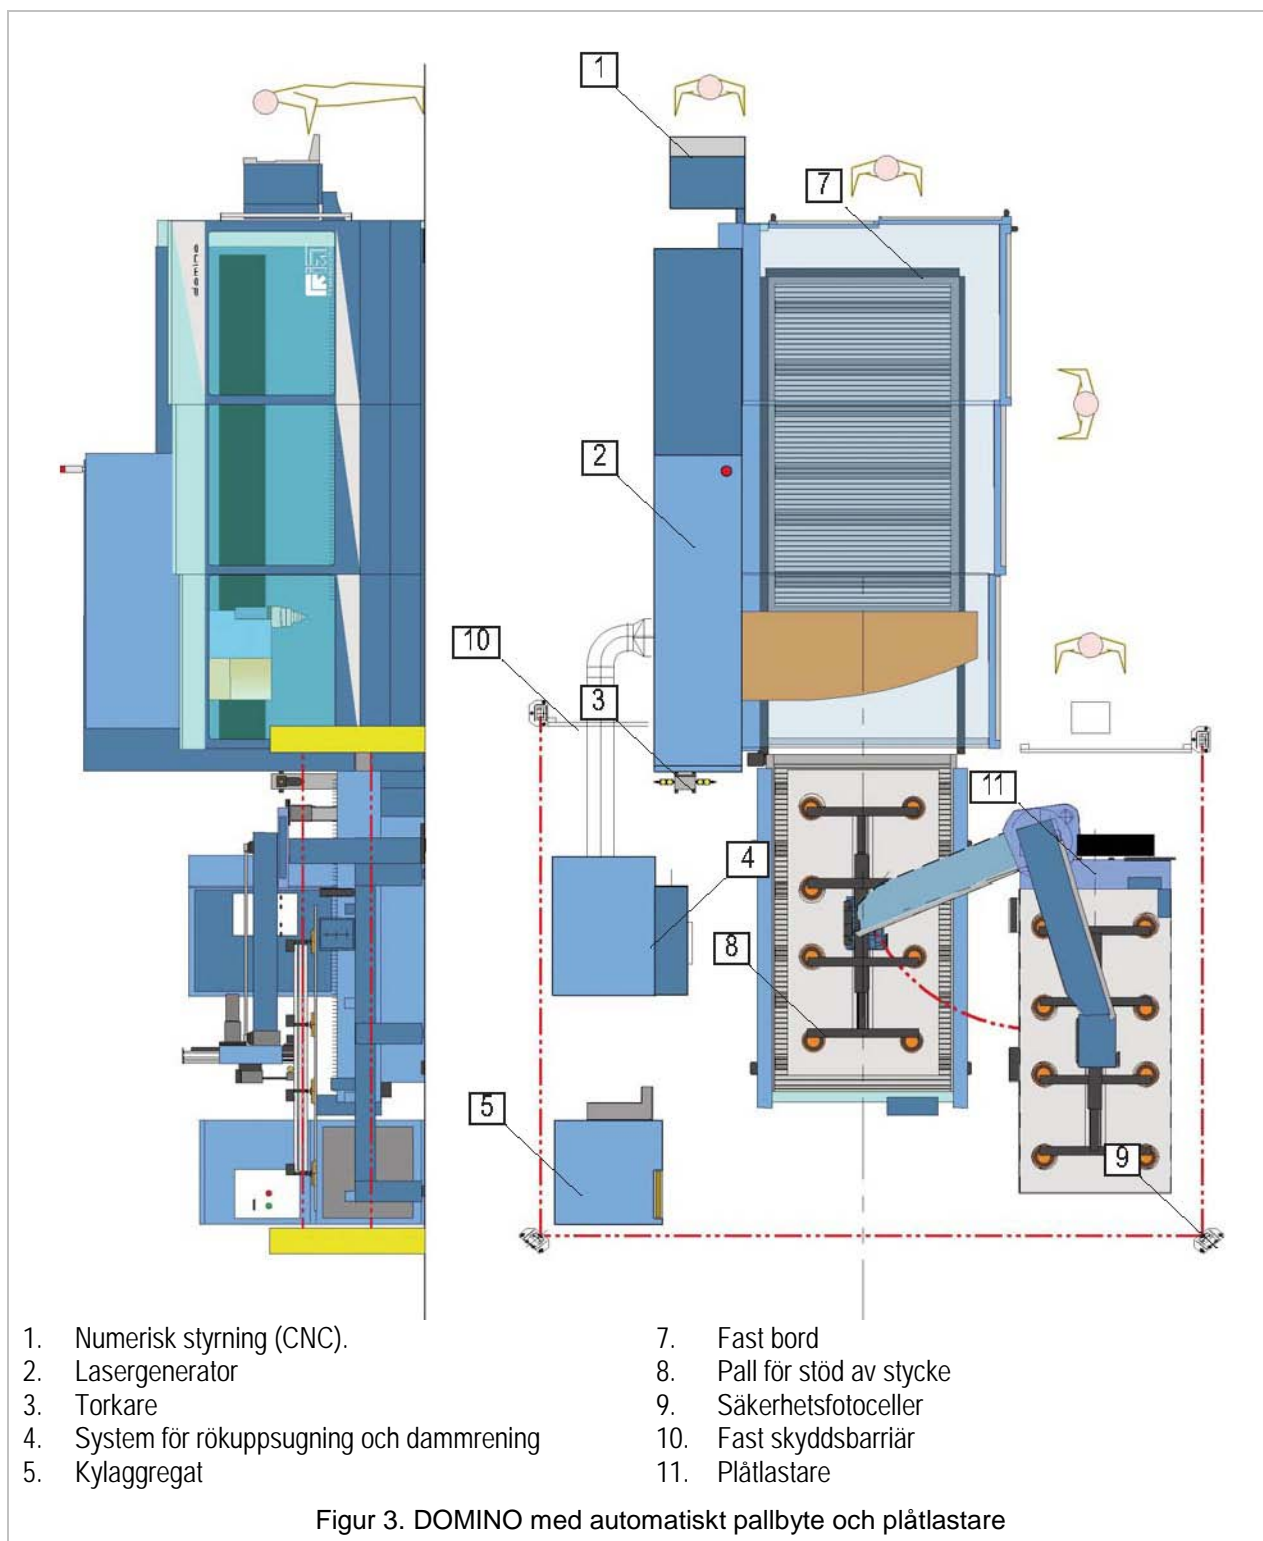 1
7
2
10
3
11
4
8
5
9
1. Numerisk styrning (CNC).
2. Lasergenerator
3. Torkare
4. System för rökuppsugning och dammrening
5. Kylaggregat
7. Fast bord
8. Pall för stöd av stycke
9. Säkerhetsfotoceller
10. Fast skyddsbarriär
11. Plåtlastare
Figur 3. DOMINO med automatiskt pallbyte och plåtlastare